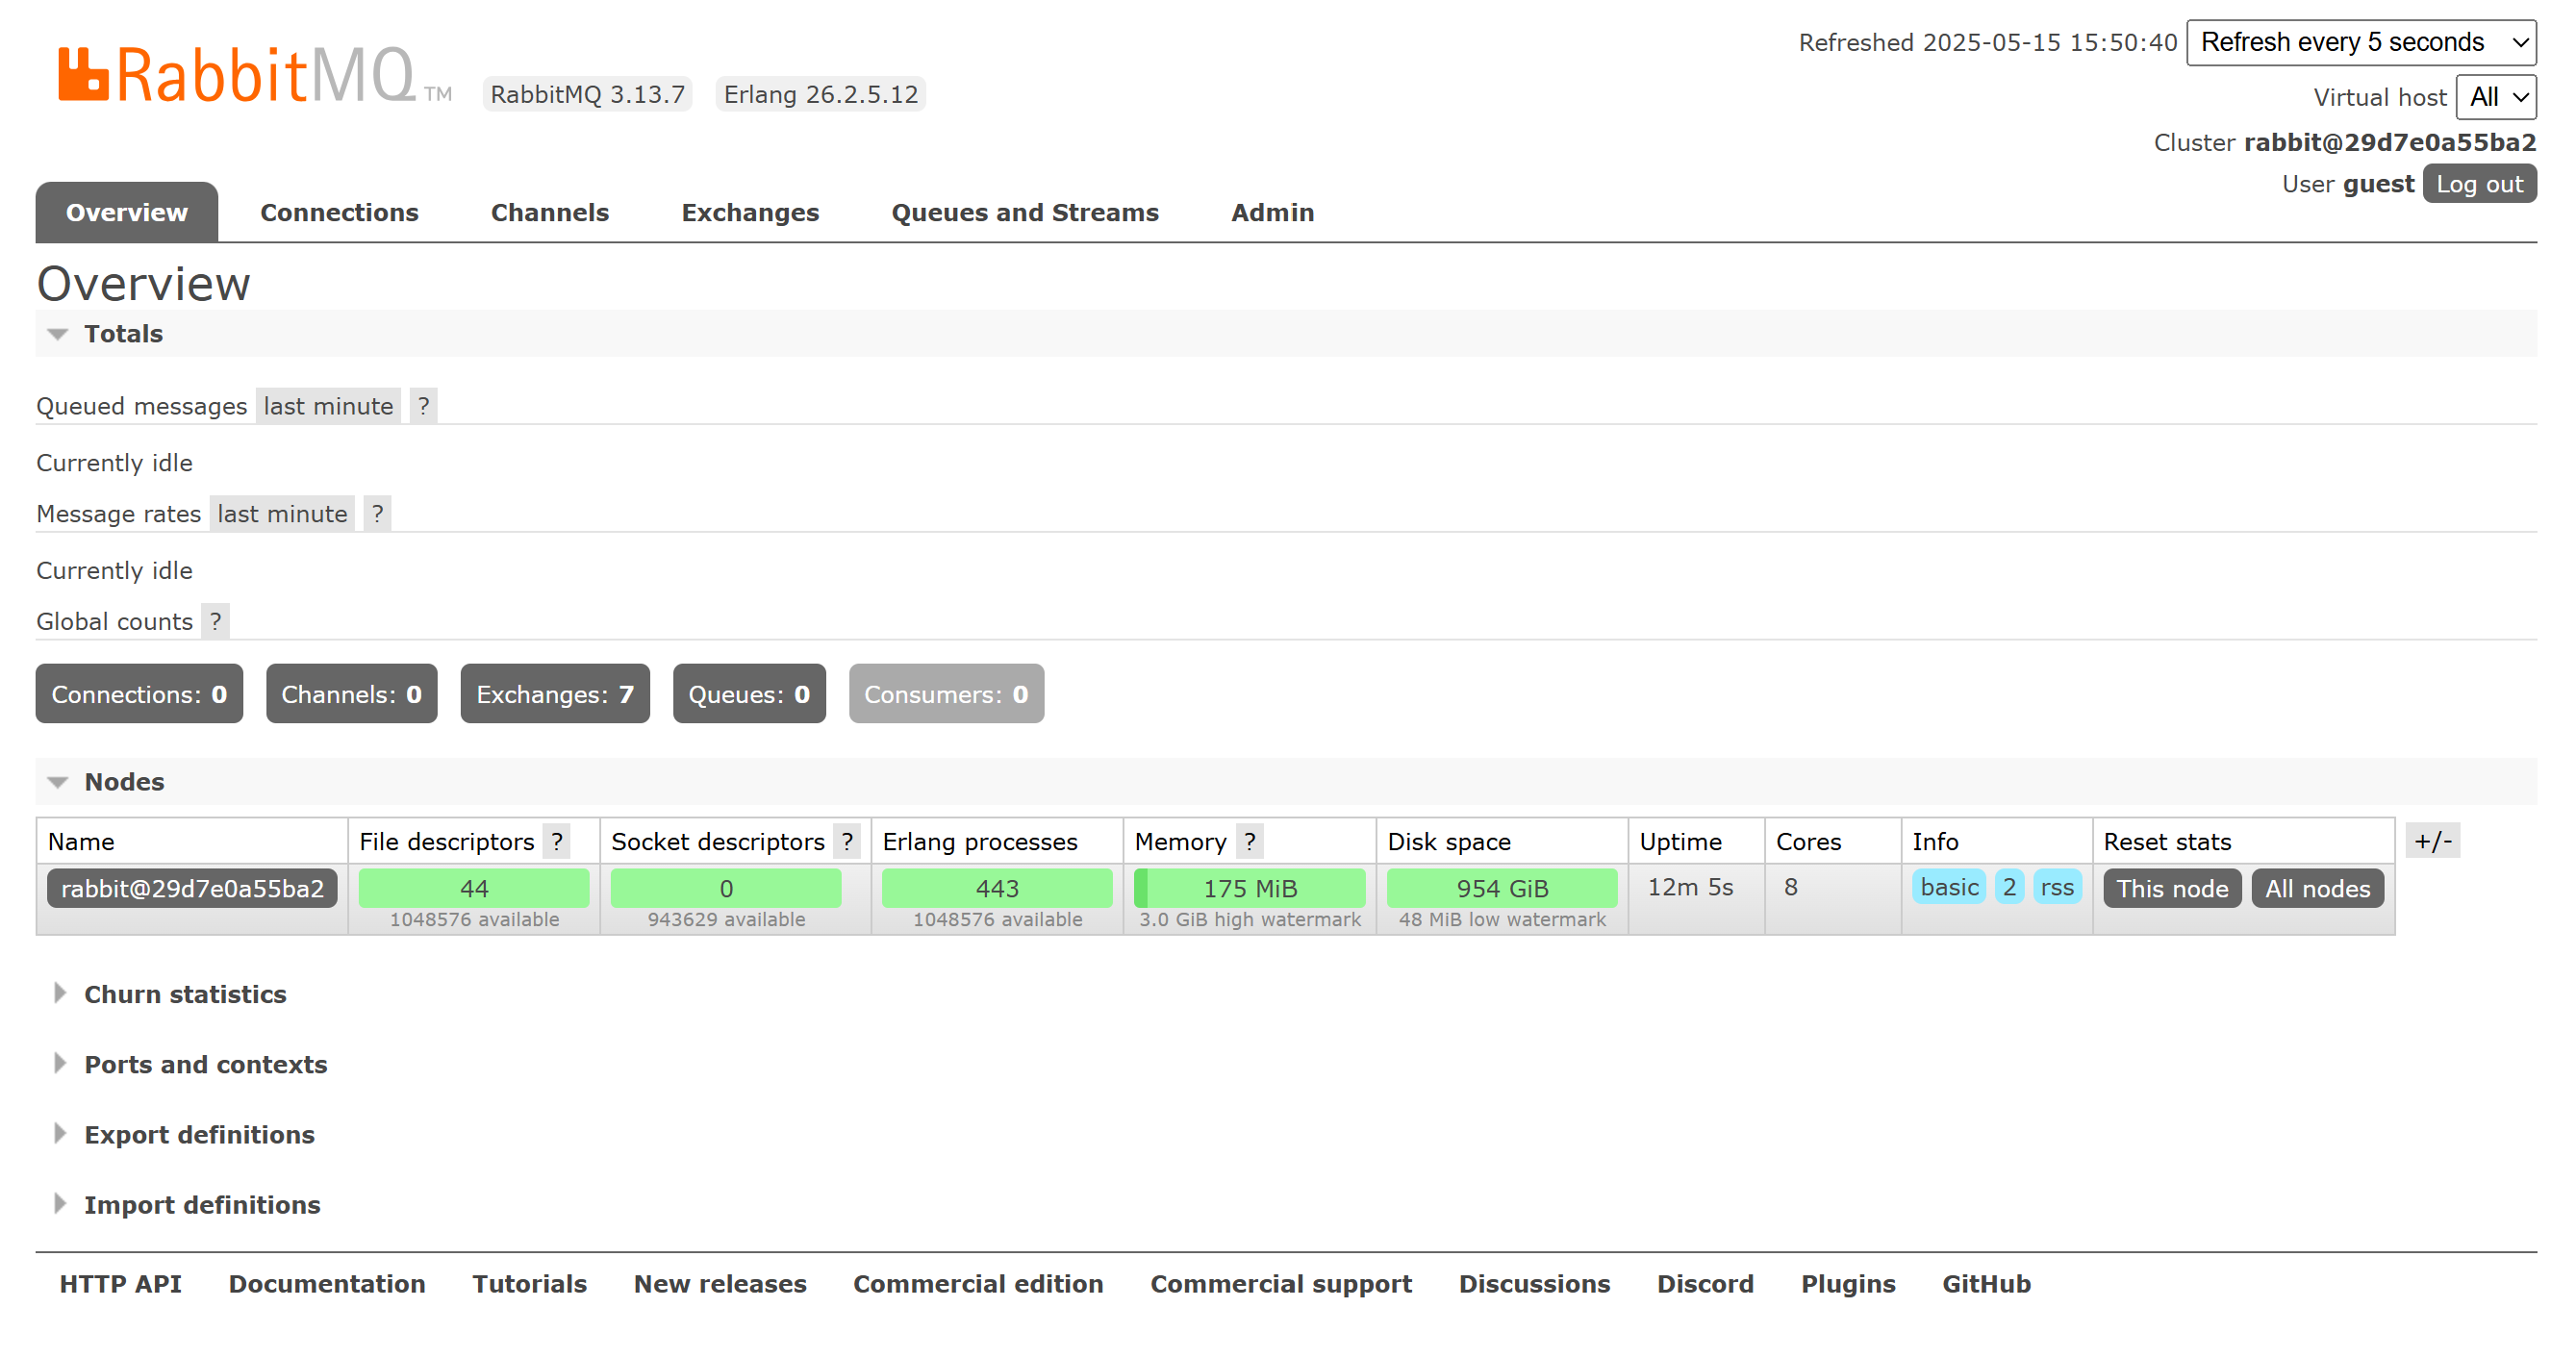 RabbitMQ TM RabbitMQ 3.13.7 Erlang 26.2.5.12
Refreshed 2025-05-15 15:50:40 Refresh every 5 seconds
Virtual host All
Cluster rabbit@29d7e0a55ba2
User guest Log out
Overview Connections Channels Exchanges Queues and Streams Admin
Overview
Totals
Queued messages last minute ?
Currently idle
Message rates last minute ?
Currently idle
Global counts ?
Connections: 0 Channels: 0 Exchanges: 7 Queues: 0 Consumers: 0
Nodes
Name File descriptors ? Socket descriptors ? Erlang processes Memory ? Disk space Uptime Cores Info Reset stats +/-
rabbit@29d7e0a55ba2 44 0 443 175 MiB 954 GiB 12m 5s 8 basic 2 rss This node All nodes
1048576 available 943629 available 1048576 available 3.0 GiB high watermark 48 MiB low watermark
Churn statistics
Ports and contexts
Export definitions
Import definitions
HTTP API Documentation Tutorials New releases Commercial edition Commercial support Discussions Discord Plugins GitHub